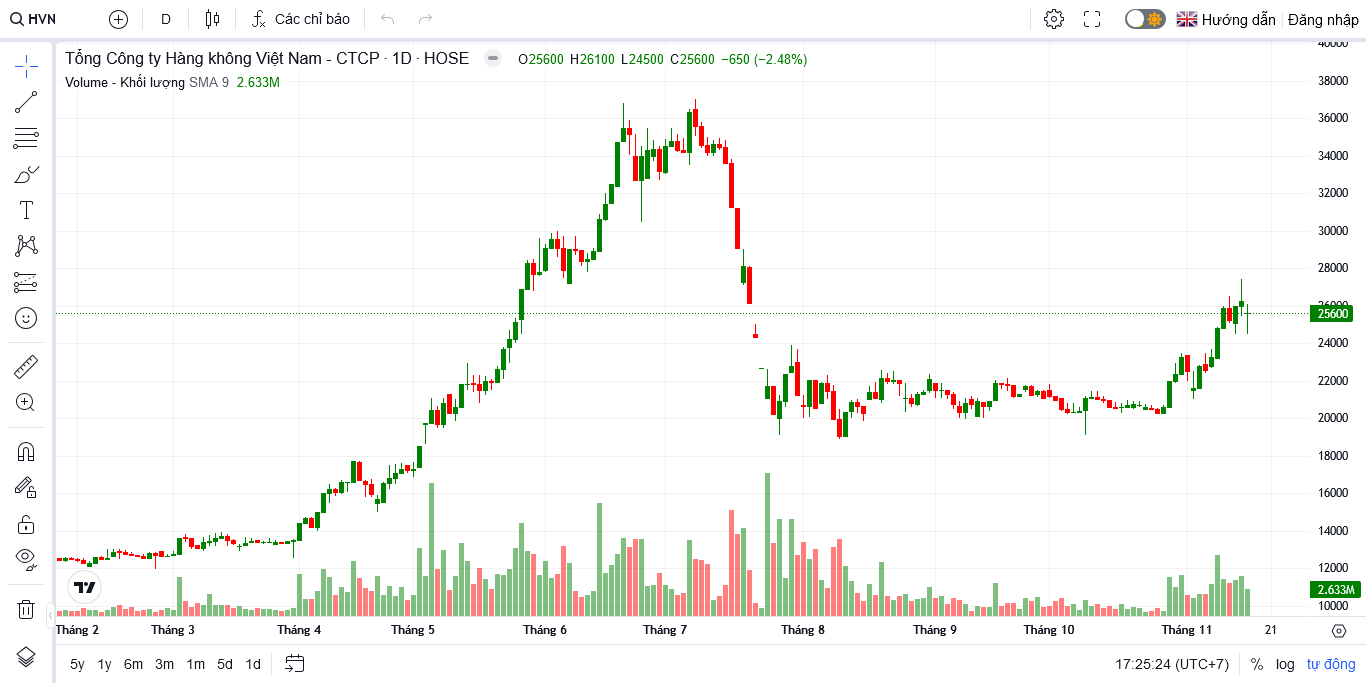 HVN D Các chỉ báo Hướng dẫn Đăng nhập
Tổng Công ty Hàng không Việt Nam - CTCP · 1D · HOSE O25600 H26100 L24500 C25600 −650 (−2.48%)
Volume - Khối lượng SMA 9 2.633M
40000
38000
36000
34000
32000
30000
28000
26000
25600
24000
22000
20000
18000
16000
14000
12000
2.633M
10000
Tháng 2 Tháng 3 Tháng 4 Tháng 5 Tháng 6 Tháng 7 Tháng 8 Tháng 9 Tháng 10 Tháng 11 21
5y 1y 6m 3m 1m 5d 1d 17:25:24 (UTC+7) % log tự động